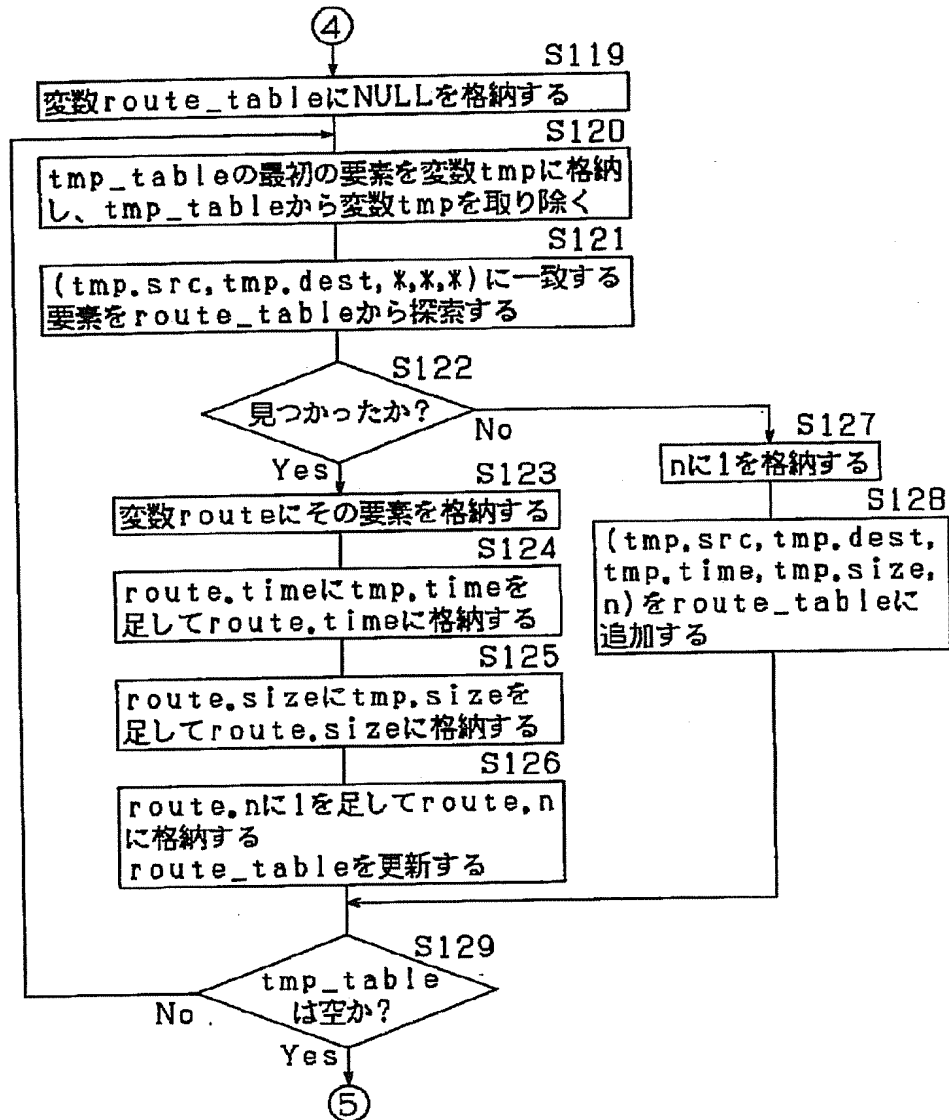 ④
S119
変数route_tableにNULLを格納する
S120
tmp_tableの最初の要素を変数tmpに格納
し、tmp_tableから変数tmpを取り除く
S121
(tmp.src,tmp.dest,*,*,*)に一致する
要素をroute_tableから探索する
S122
見つかったか?
No
Yes
S123
変数routeにその要素を格納する
S124
route.timeにtmp.timeを
足してroute.timeに格納する
S125
route.sizeにtmp.sizeを
足してroute.sizeに格納する
S126
route.nに1を足してroute.n
に格納する
route_tableを更新する
S127
nに1を格納する
S128
(tmp.src,tmp.dest,
tmp.time,tmp.size,
n)をroute_tableに
追加する
S129
tmp_table
は空か?
No
Yes
⑤